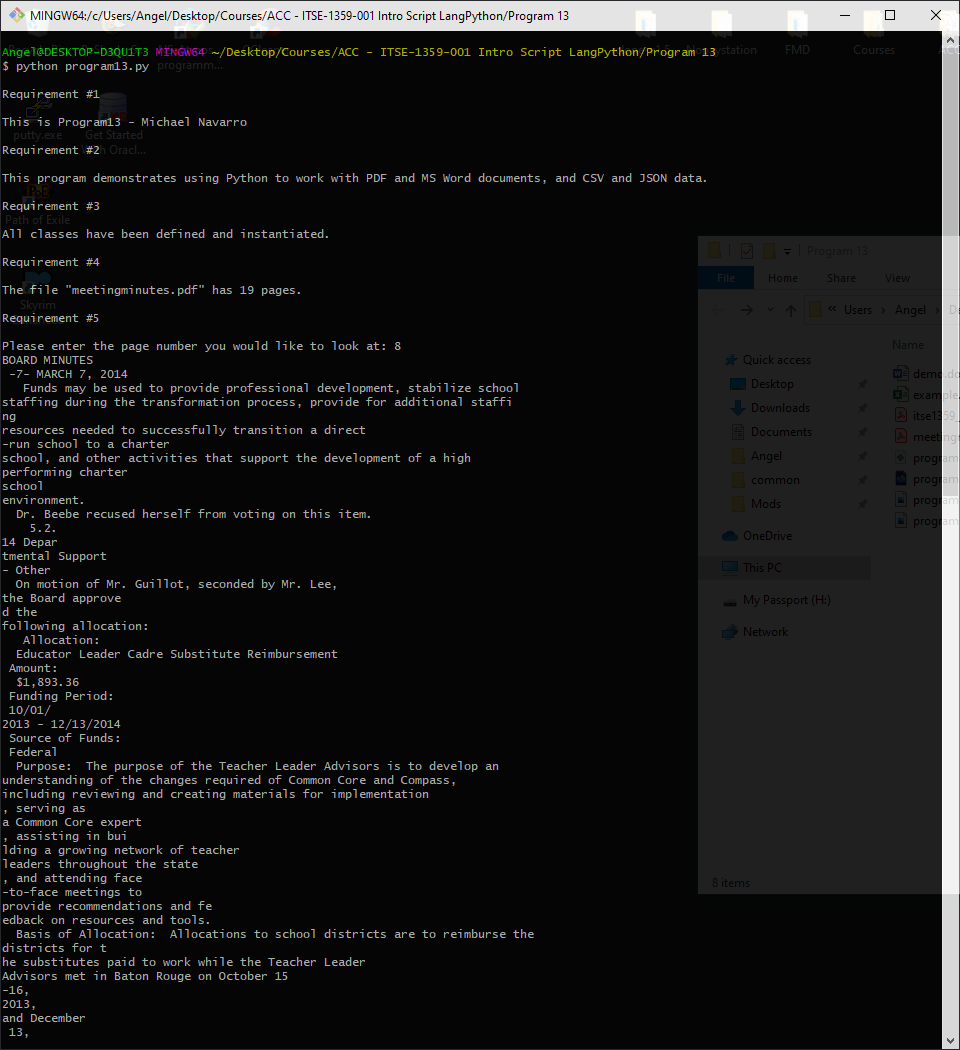 MINGW64:/c/Users/Angel/Desktop/Courses/ACC - ITSE-1359-001 Intro Script LangPython/Program 13
Angel@DESKTOP-D3QU1T3 MINGW64 ~/Desktop/Courses/ACC - ITSE-1359-001 Intro Script LangPython/Program 13
$ python program13.py
Requirement #1
This is Program13 - Michael Navarro
Requirement #2
This program demonstrates using Python to work with PDF and MS Word documents, and CSV and JSON data.
Requirement #3
All classes have been defined and instantiated.
Requirement #4
The file "meetingminutes.pdf" has 19 pages.
Requirement #5
Please enter the page number you would like to look at: 8
BOARD MINUTES
-7- MARCH 7, 2014
Funds may be used to provide professional development, stabilize school
staffing during the transformation process, provide for additional staffi
ng
resources needed to successfully transition a direct
-run school to a charter
school, and other activities that support the development of a high
performing charter
school
environment.
Dr. Beebe recused herself from voting on this item.
5.2.
14 Depar
tmental Support
- Other
On motion of Mr. Guillot, seconded by Mr. Lee,
the Board approve
d the
following allocation:
Allocation:
Educator Leader Cadre Substitute Reimbursement
Amount:
$1,893.36
Funding Period:
10/01/
2013 - 12/13/2014
Source of Funds:
Federal
Purpose:  The purpose of the Teacher Leader Advisors is to develop an
understanding of the changes required of Common Core and Compass,
including reviewing and creating materials for implementation
, serving as
a Common Core expert
, assisting in bui
lding a growing network of teacher
leaders throughout the state
, and attending face
-to-face meetings to
provide recommendations and fe
edback on resources and tools.
Basis of Allocation:  Allocations to school districts are to reimburse the
districts for t
he substitutes paid to work while the Teacher Leader
Advisors met in Baton Rouge on October 15
-16,
2013,
and December
13,
programm...
FMD
Courses
putty.exe
Get Started
With Oracl...
Path of Exile
Skyrim
Program 13
File Home Share View
« Users > Angel > De
Name
Quick access
Desktop
Downloads
Documents
Angel
common
Mods
OneDrive
This PC
My Passport (H:)
Network
demo.do
example
itse1359_
meeting
program
program
program
program
8 items